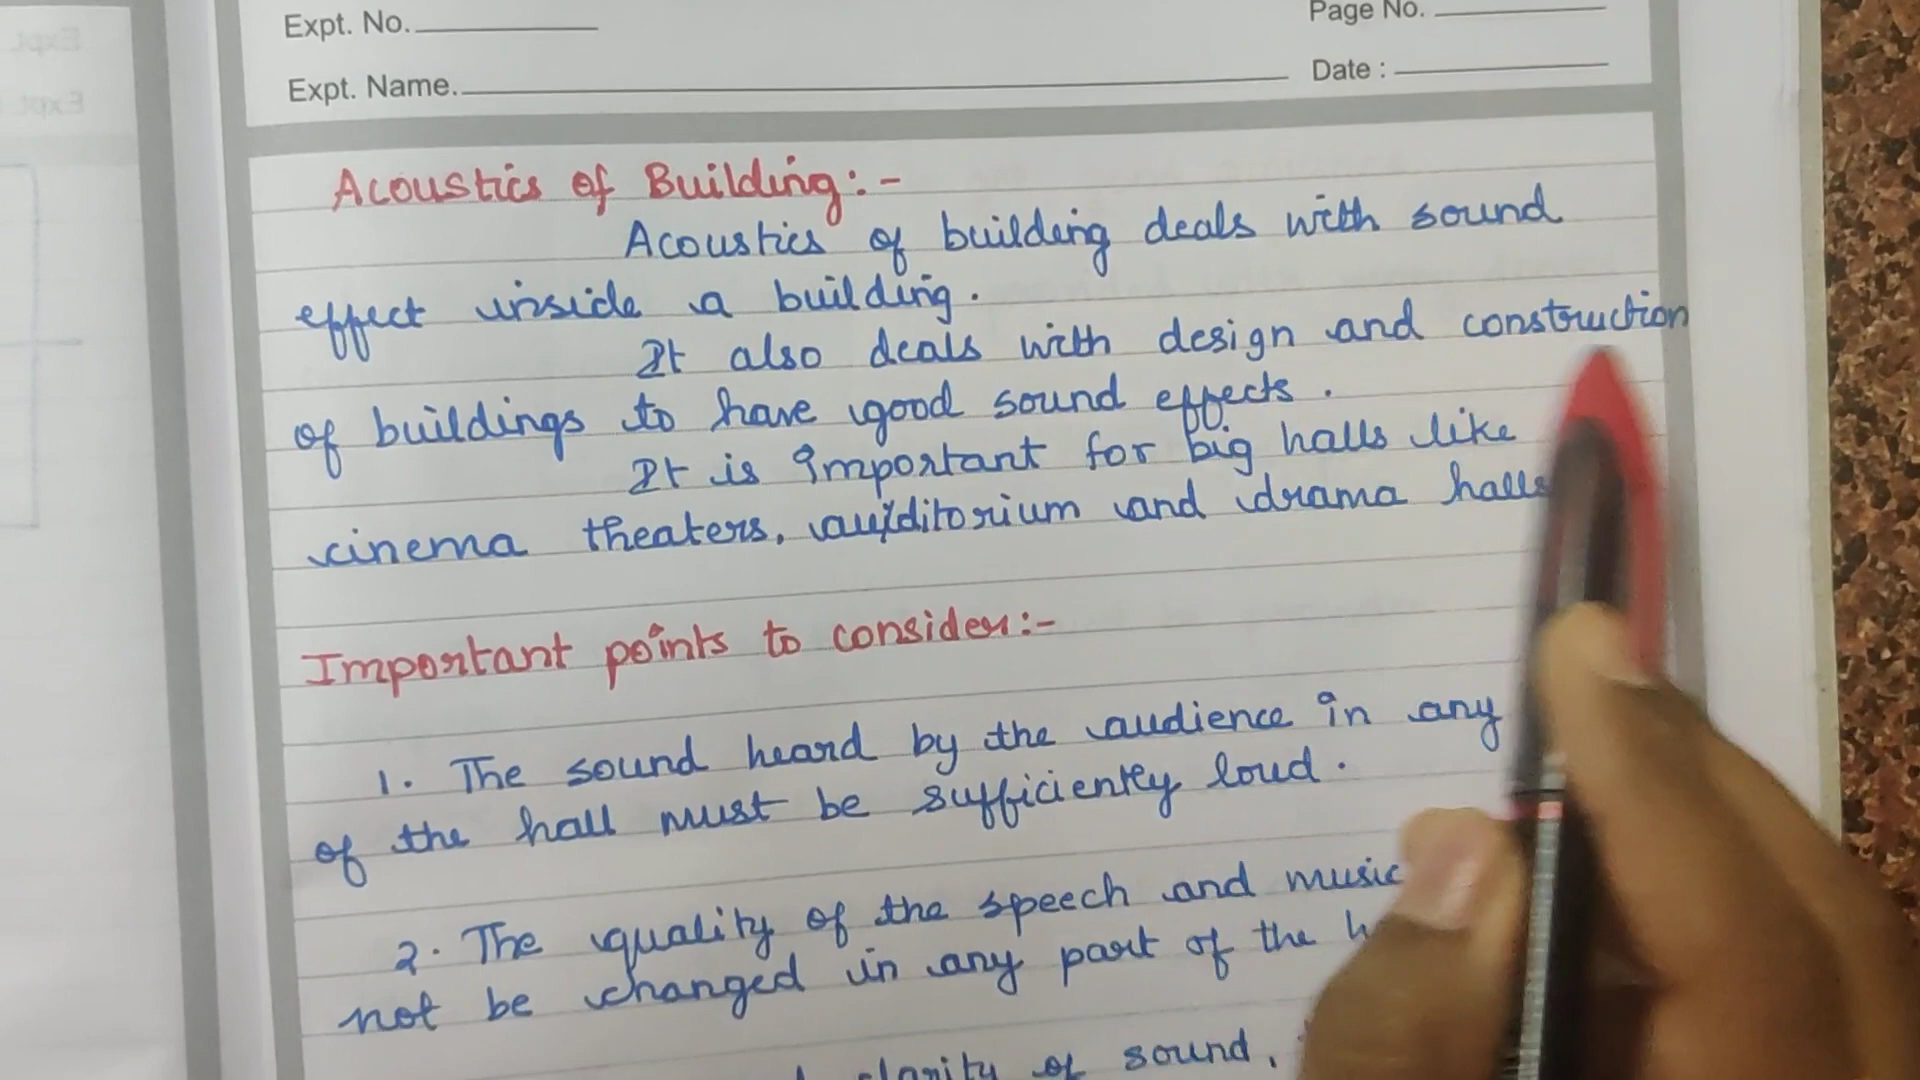 Expt. No.
Page No.
Expt. Name.
Date :
Acoustics of Building:-
Acoustics of building deals with sound
effect inside a building.
It also deals with design and construction
of buildings to have good sound effects.
It is important for big halls like
cinema theaters, auditorium and drama halls
Important points to consider:-
1. The sound heard by the audience in any
of the hall must be sufficiently loud.
2. The quality of the speech and music
not be changed in any part of the
clarity of sound,